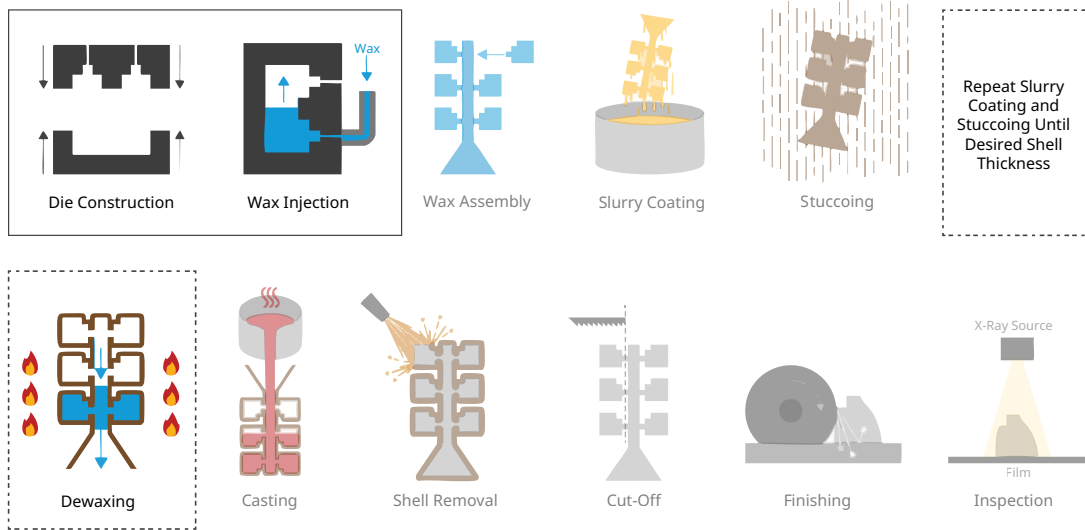 Wax
Repeat Slurry
Coating and
Stuccoing Until
Desired Shell
Thickness
Die Construction
Wax Injection
Wax Assembly
Slurry Coating
Stuccoing
X-Ray Source
Film
Dewaxing
Casting
Shell Removal
Cut-Off
Finishing
Inspection